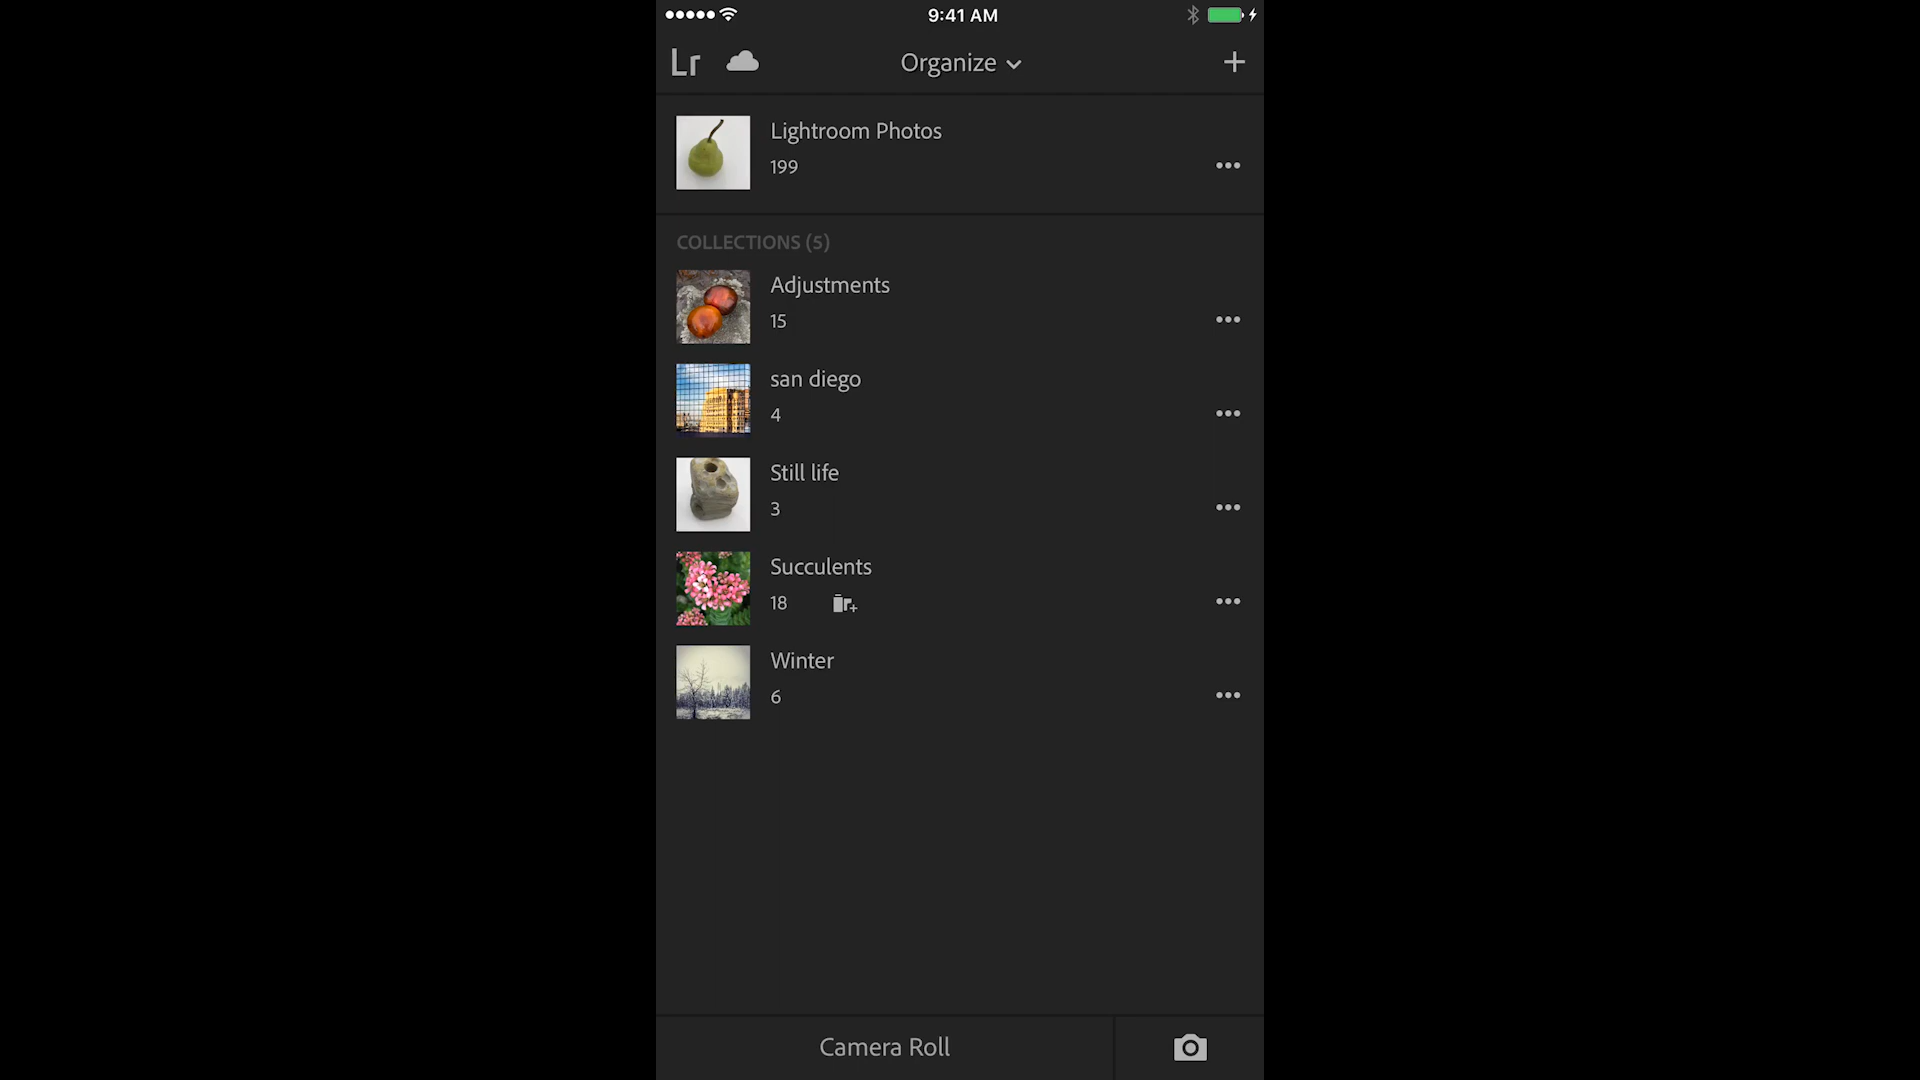 9:41 AM
Lr
Organize
Lightroom Photos
199
COLLECTIONS (5)
Adjustments
15
san diego
4
Still life
3
Succulents
18
Winter
6
Camera Roll